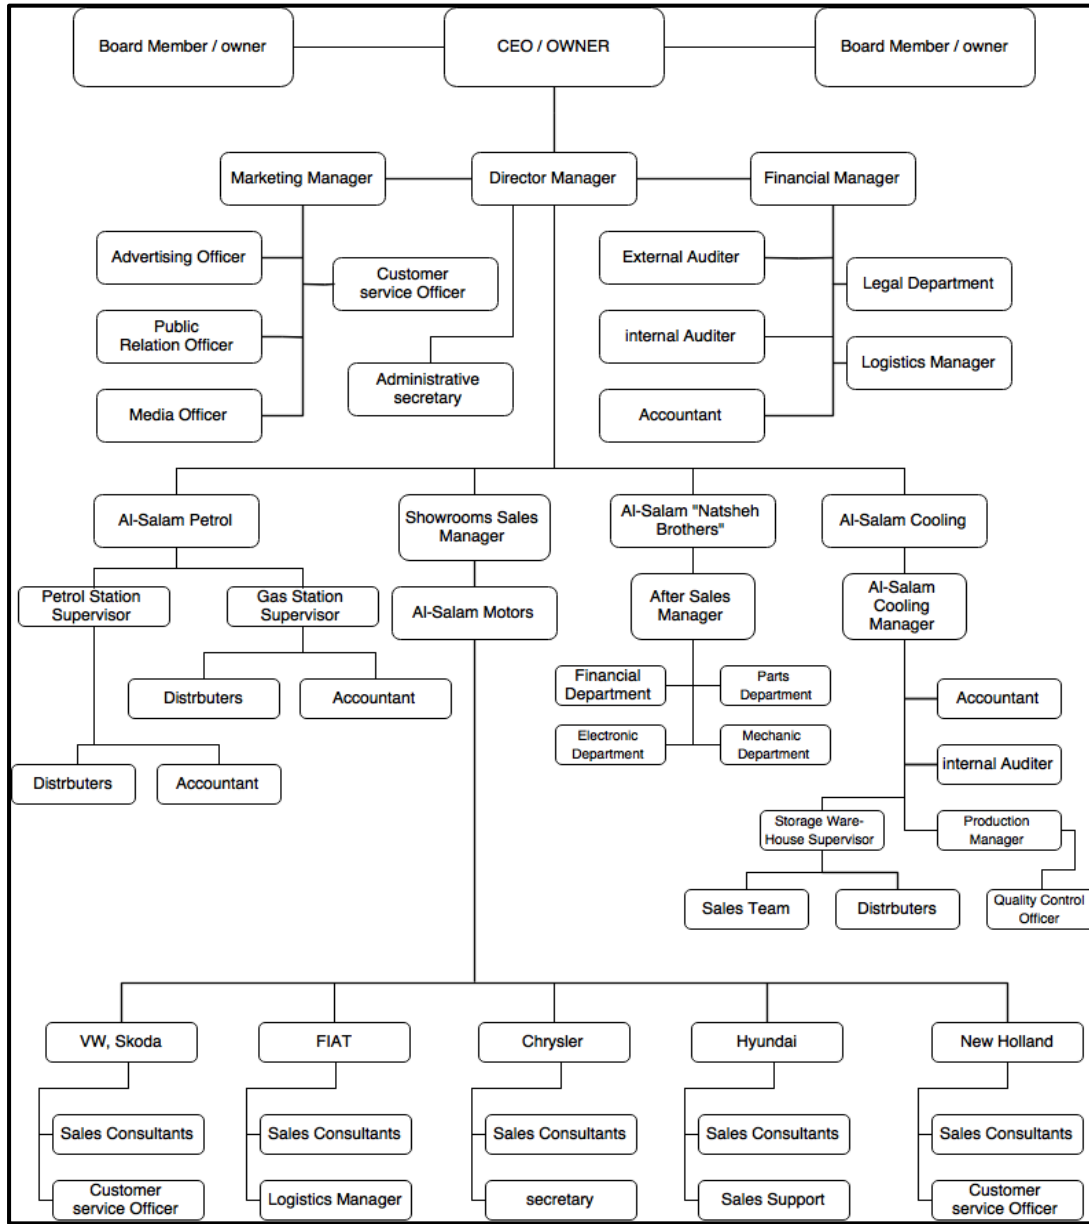 Board Member / owner
CEO / OWNER
Board Member / owner
Marketing Manager
Director Manager
Financial Manager
Advertising Officer
Customer
service Officer
Public
Relation Officer
Media Officer
Administrative
secretary
External Auditer
Legal Department
internal Auditer
Logistics Manager
Accountant
Al-Salam Petrol
Showrooms Sales
Manager
Al-Salam "Natsheh
Brothers"
Al-Salam Cooling
Petrol Station
Supervisor
Gas Station
Supervisor
Al-Salam Motors
After Sales
Manager
Al-Salam
Cooling
Manager
Distrbuters
Accountant
Distrbuters
Accountant
Financial
Department
Parts
Department
Electronic
Department
Mechanic
Department
Accountant
internal Auditer
Storage Ware-
House Supervisor
Production
Manager
Sales Team
Distrbuters
Quality Control
Officer
VW, Skoda
FIAT
Chrysler
Hyundai
New Holland
Sales Consultants
Sales Consultants
Sales Consultants
Sales Consultants
Sales Consultants
Customer
service Officer
Logistics Manager
secretary
Sales Support
Customer
service Officer